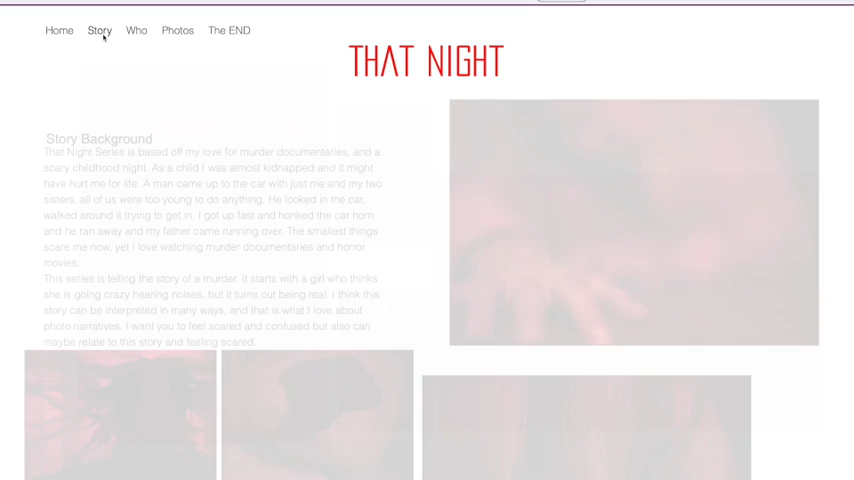 Home Story Who Photos The END
THAT NIGHT
Story Background
That Night Series is based off my love for murder documentaries, and a
scary childhood night. As a child I was almost kidnapped and it might
have hurt me for life. A man came up to the car with just me and my two
sisters, all of us were too young to do anything. He looked in the car,
walked around it trying to get in. I got up fast and honked the car horn
and he ran away and my father came running over. The smallest things
scare me now, yet I love watching murder documentaries and horror
movies.
This series is telling the story of a murder. It starts with a girl who thinks
she is going crazy hearing noises, but it turns out being real. I think this
story can be interpreted in many ways, and that is what I love about
photo narratives. I want you to feel scared and confused but also can
maybe relate to this story and feeling scared.